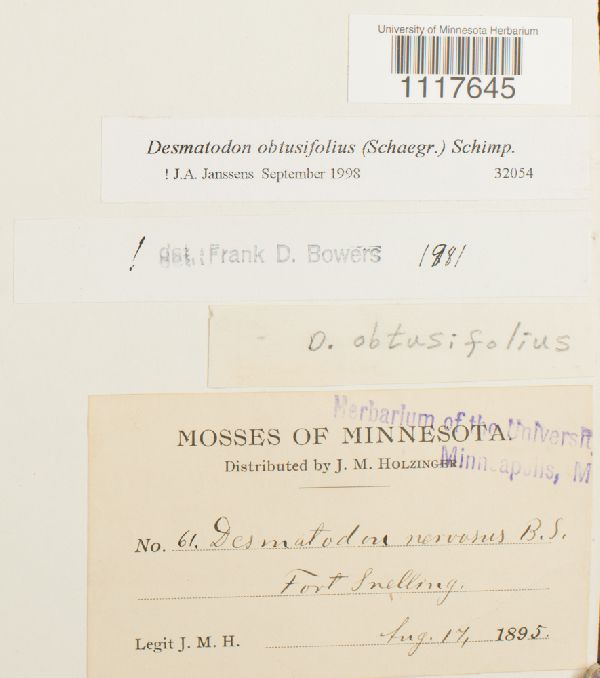 University of Minnesota Herbarium
1117645
Desmatodon obtusifolius (Schaegr.) Schimp.
! J.A. Janssens September 1998 32054
! det. Frank D. Bowers 1981
D. obtusifolius
Herbarium of the Universit
Minneapolis, M
MOSSES OF MINNESOTA.
Distributed by J. M. HOLZINGER
No. 61. Desmatodon nervosus B.S.
Fort Snelling.
Legit J. M. H. Aug. 17, 1895.